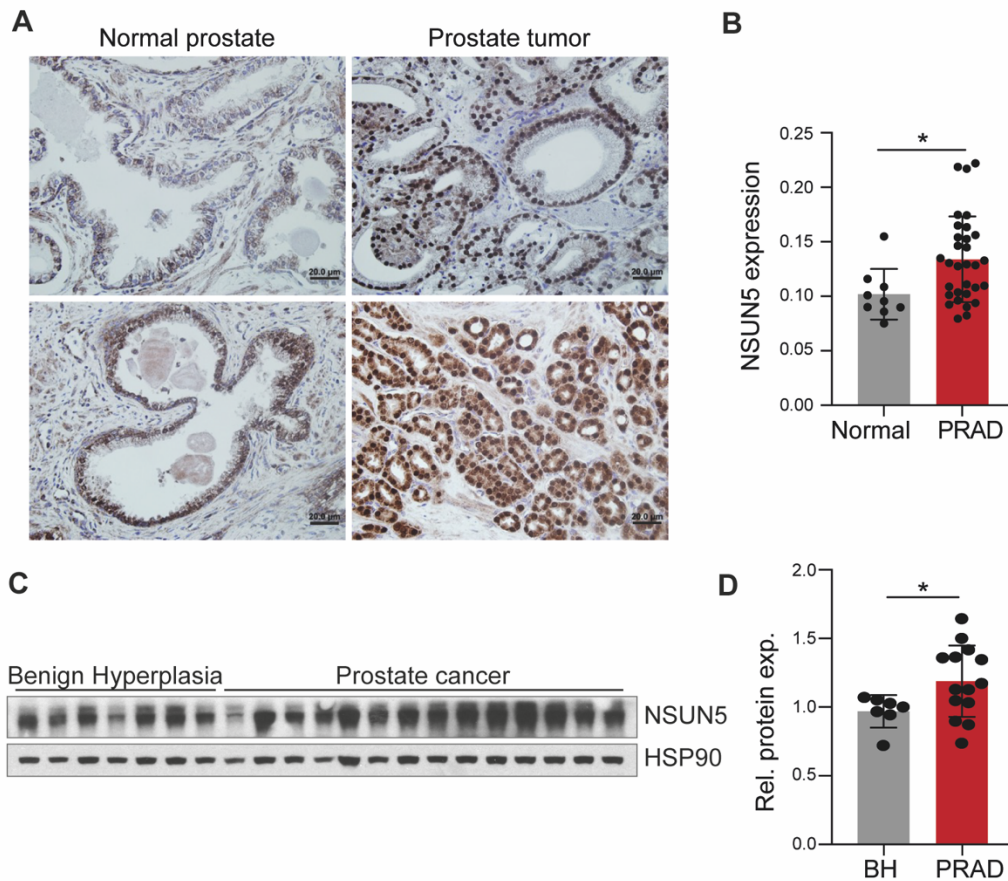 A
Normal prostate
Prostate tumor
20.0 µm
20.0 µm
20.0 µm
20.0 µm
B
*
NSUN5 expression
0.25
0.20
0.15
0.10
0.05
0.00
Normal
PRAD
C
Benign Hyperplasia
Prostate cancer
NSUN5
HSP90
D
*
Rel. protein exp.
2.0
1.5
1.0
0.5
0.0
BH
PRAD